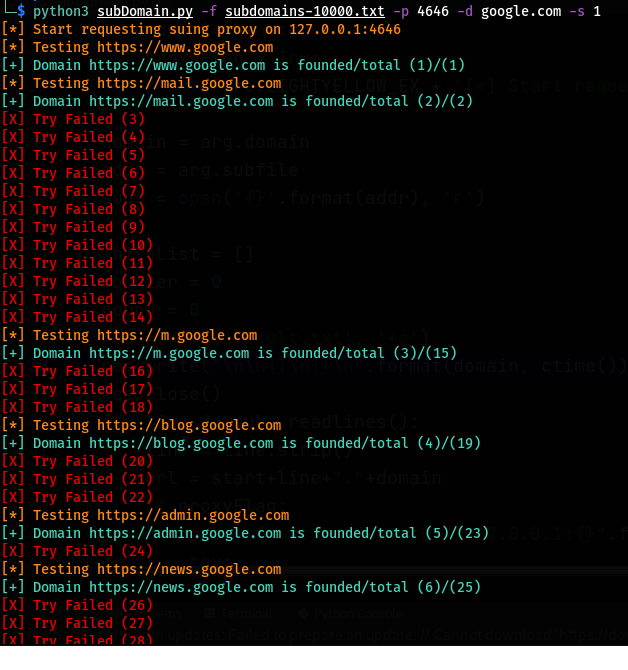 └─$ python3 subDomain.py -f subdomains-10000.txt -p 4646 -d google.com -s 1
[*] Start requesting suing proxy on 127.0.0.1:4646
[*] Testing https://www.google.com
[+] Domain https://www.google.com is founded/total (1)/(1)
[*] Testing https://mail.google.com
[+] Domain https://mail.google.com is founded/total (2)/(2)
[X] Try Failed (3)
[X] Try Failed (4)
[X] Try Failed (5)
[X] Try Failed (6)
[X] Try Failed (7)
[X] Try Failed (8)
[X] Try Failed (9)
[X] Try Failed (10)
[X] Try Failed (11)
[X] Try Failed (12)
[X] Try Failed (13)
[X] Try Failed (14)
[*] Testing https://m.google.com
[+] Domain https://m.google.com is founded/total (3)/(15)
[X] Try Failed (16)
[X] Try Failed (17)
[X] Try Failed (18)
[*] Testing https://blog.google.com
[+] Domain https://blog.google.com is founded/total (4)/(19)
[X] Try Failed (20)
[X] Try Failed (21)
[X] Try Failed (22)
[*] Testing https://admin.google.com
[+] Domain https://admin.google.com is founded/total (5)/(23)
[X] Try Failed (24)
[*] Testing https://news.google.com
[+] Domain https://news.google.com is founded/total (6)/(25)
[X] Try Failed (26)
[X] Try Failed (27)
[X] Try Failed (28)